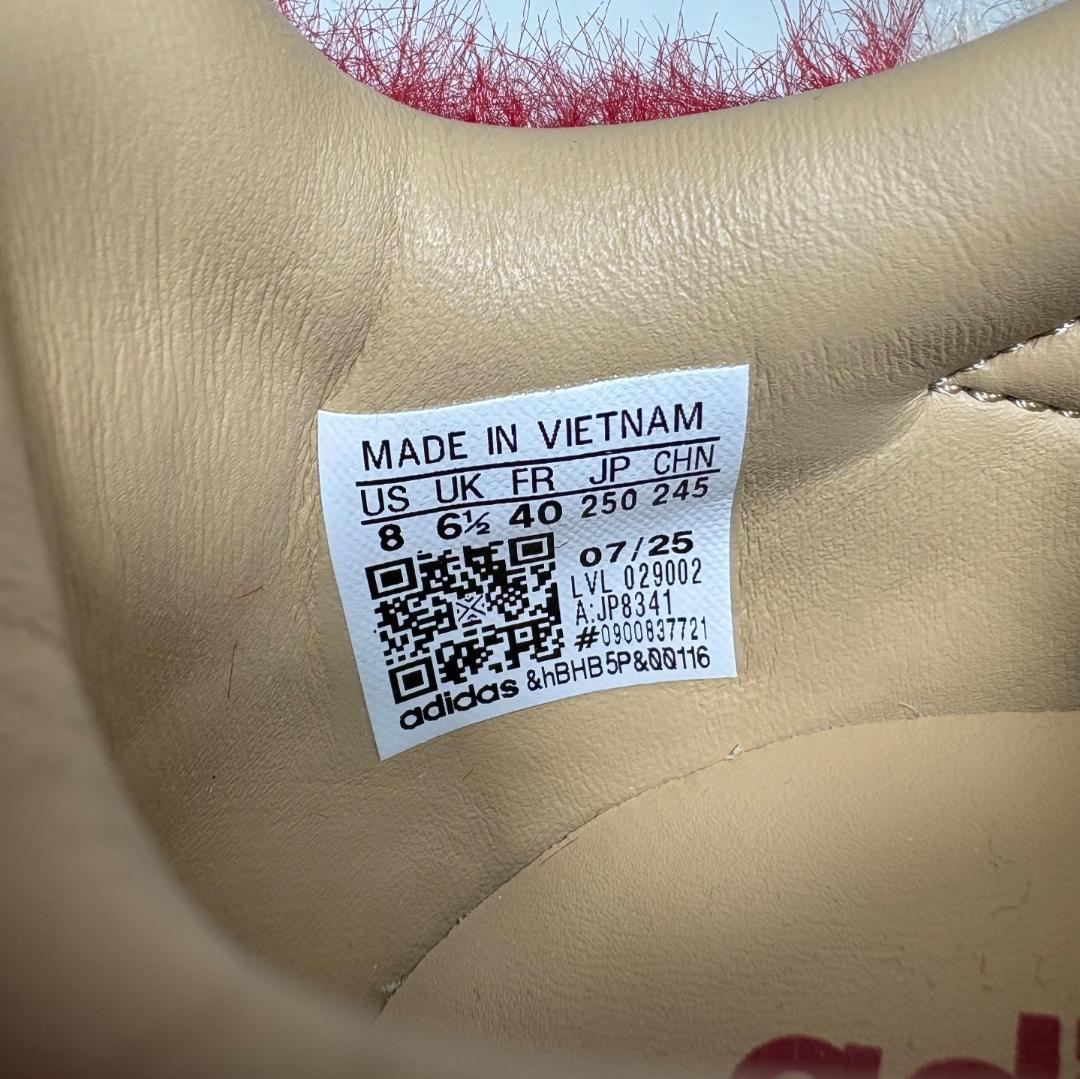 MADE IN VIETNAM
US UK FR JP CHN
8 6½ 40 250 245
07/25
LVL 029002
A:JP8341
#0900837721
adidas &hBHB5P&00116